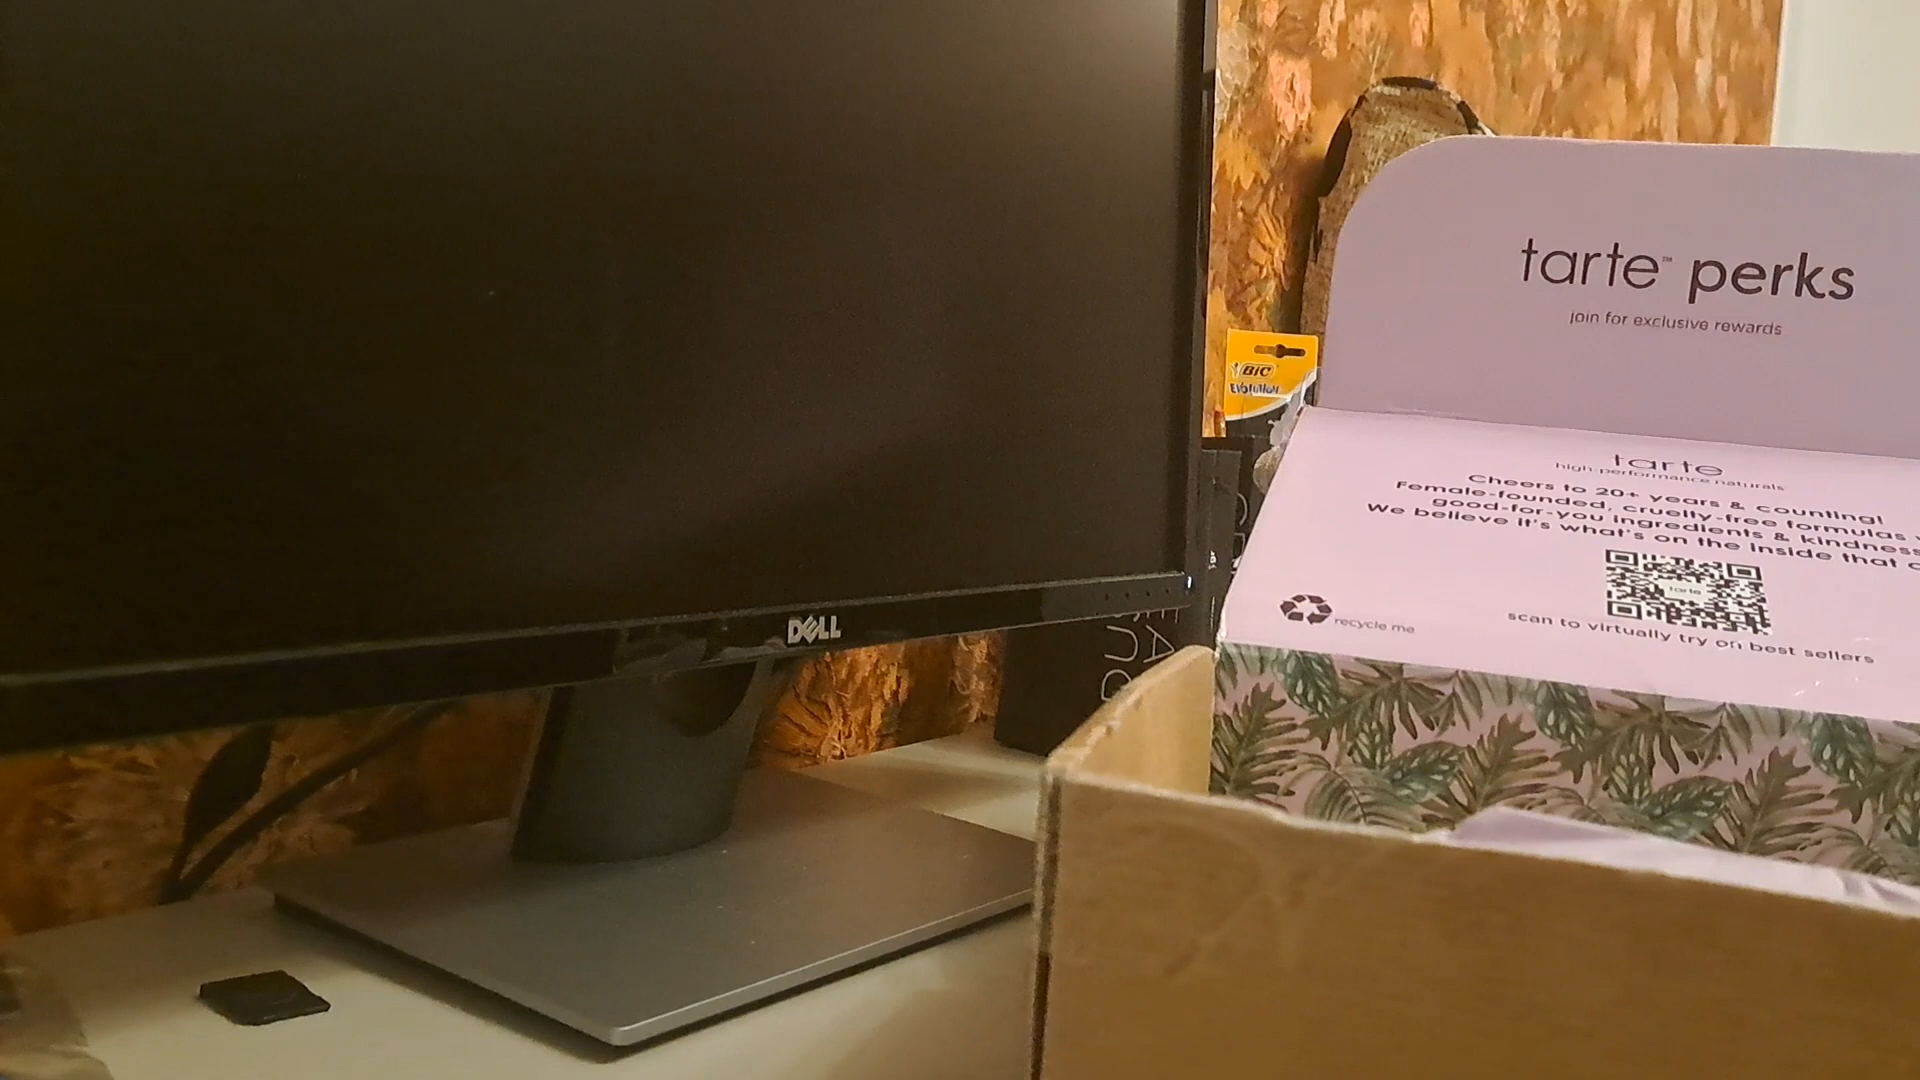 DELL
BIC
Evolution
tarte™ perks
join for exclusive rewards
tarte
high-performance naturals
Cheers to 20+ years & counting!
Female-founded, cruelty-free formulas
good-for-you ingredients & kindness
We believe it's what's on the inside that
recycle me
tarte
scan to virtually try on best sellers